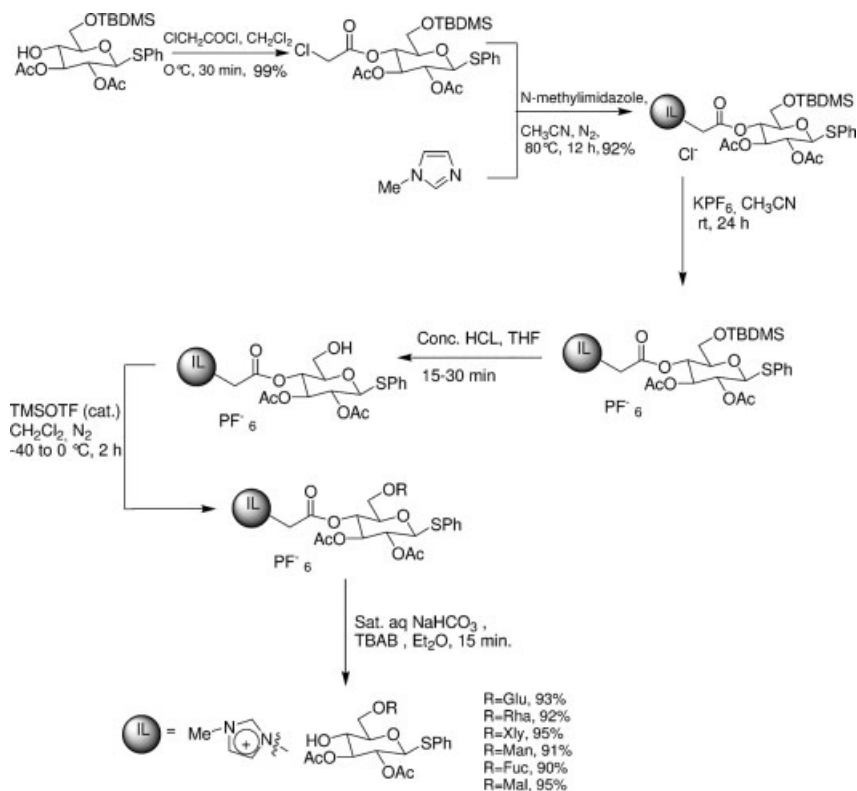 OTBDMS
HO
O
SPh
AcO
OAc
ClCH2COCl, CH2Cl2
0°C, 30 min, 99%
Cl
O
O
OTBDMS
O
SPh
AcO
OAc
Me
N
N
N-methylimidazole,
CH3CN, N2,
80°C, 12 h, 92%
IL
O
O
OTBDMS
O
SPh
AcO
OAc
Cl-
KPF6, CH3CN
rt, 24 h
IL
O
O
OTBDMS
O
SPh
AcO
OAc
PF- 6
Conc. HCL, THF
15-30 min
IL
O
O
OH
O
SPh
AcO
OAc
PF- 6
TMSOTF (cat.)
CH2Cl2, N2
-40 to 0 °C, 2 h
IL
O
O
OR
O
SPh
AcO
OAc
PF- 6
Sat. aq NaHCO3 ,
TBAB , Et2O, 15 min.
IL = Me N + N
OR
HO
O
SPh
AcO
OAc
R=Glu, 93%
R=Rha, 92%
R=Xly, 95%
R=Man, 91%
R=Fuc, 90%
R=Mal, 95%